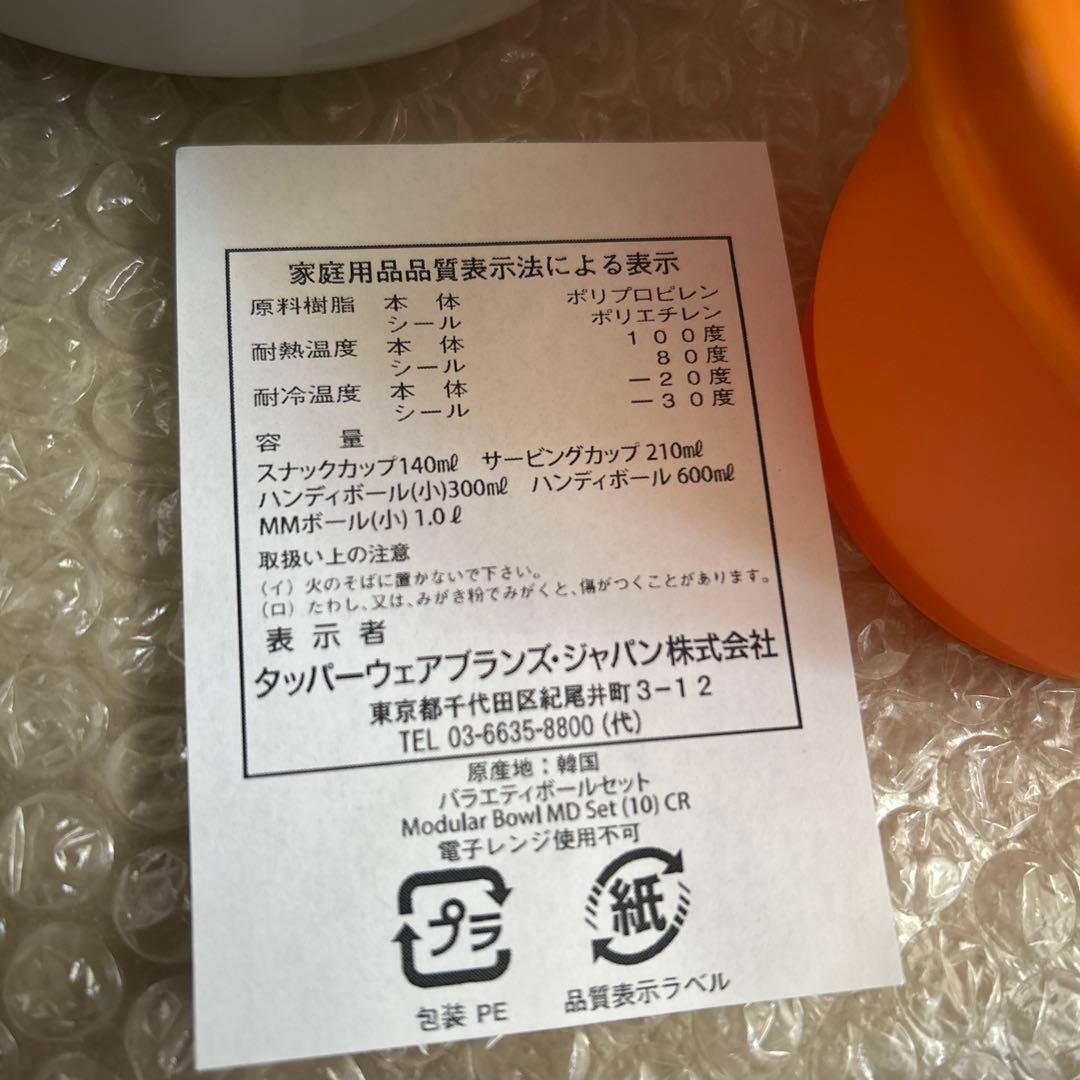 家庭用品品質表示法による表示
原料樹脂 本 体 ポリプロピレン
シール ポリエチレン
耐熱温度 本 体 100度
シール 80度
耐冷温度 本 体 −20度
シール −30度
容 量
スナックカップ140㎖ サービングカップ 210㎖
ハンディボール(小)300㎖ ハンディボール 600㎖
MMボール(小) 1.0ℓ
取扱い上の注意
(イ) 火のそばに置かないで下さい。
(ロ) たわし、又は、みがき粉でみがくと、傷がつくことがあります。
表 示 者
タッパーウェアブランズ・ジャパン株式会社
東京都千代田区紀尾井町3−12
TEL 03-6635-8800 (代)
原産地：韓国
バラエティボールセット
Modular Bowl MD Set (10) CR
電子レンジ使用不可
プラ 紙
包装 PE 品質表示ラベル